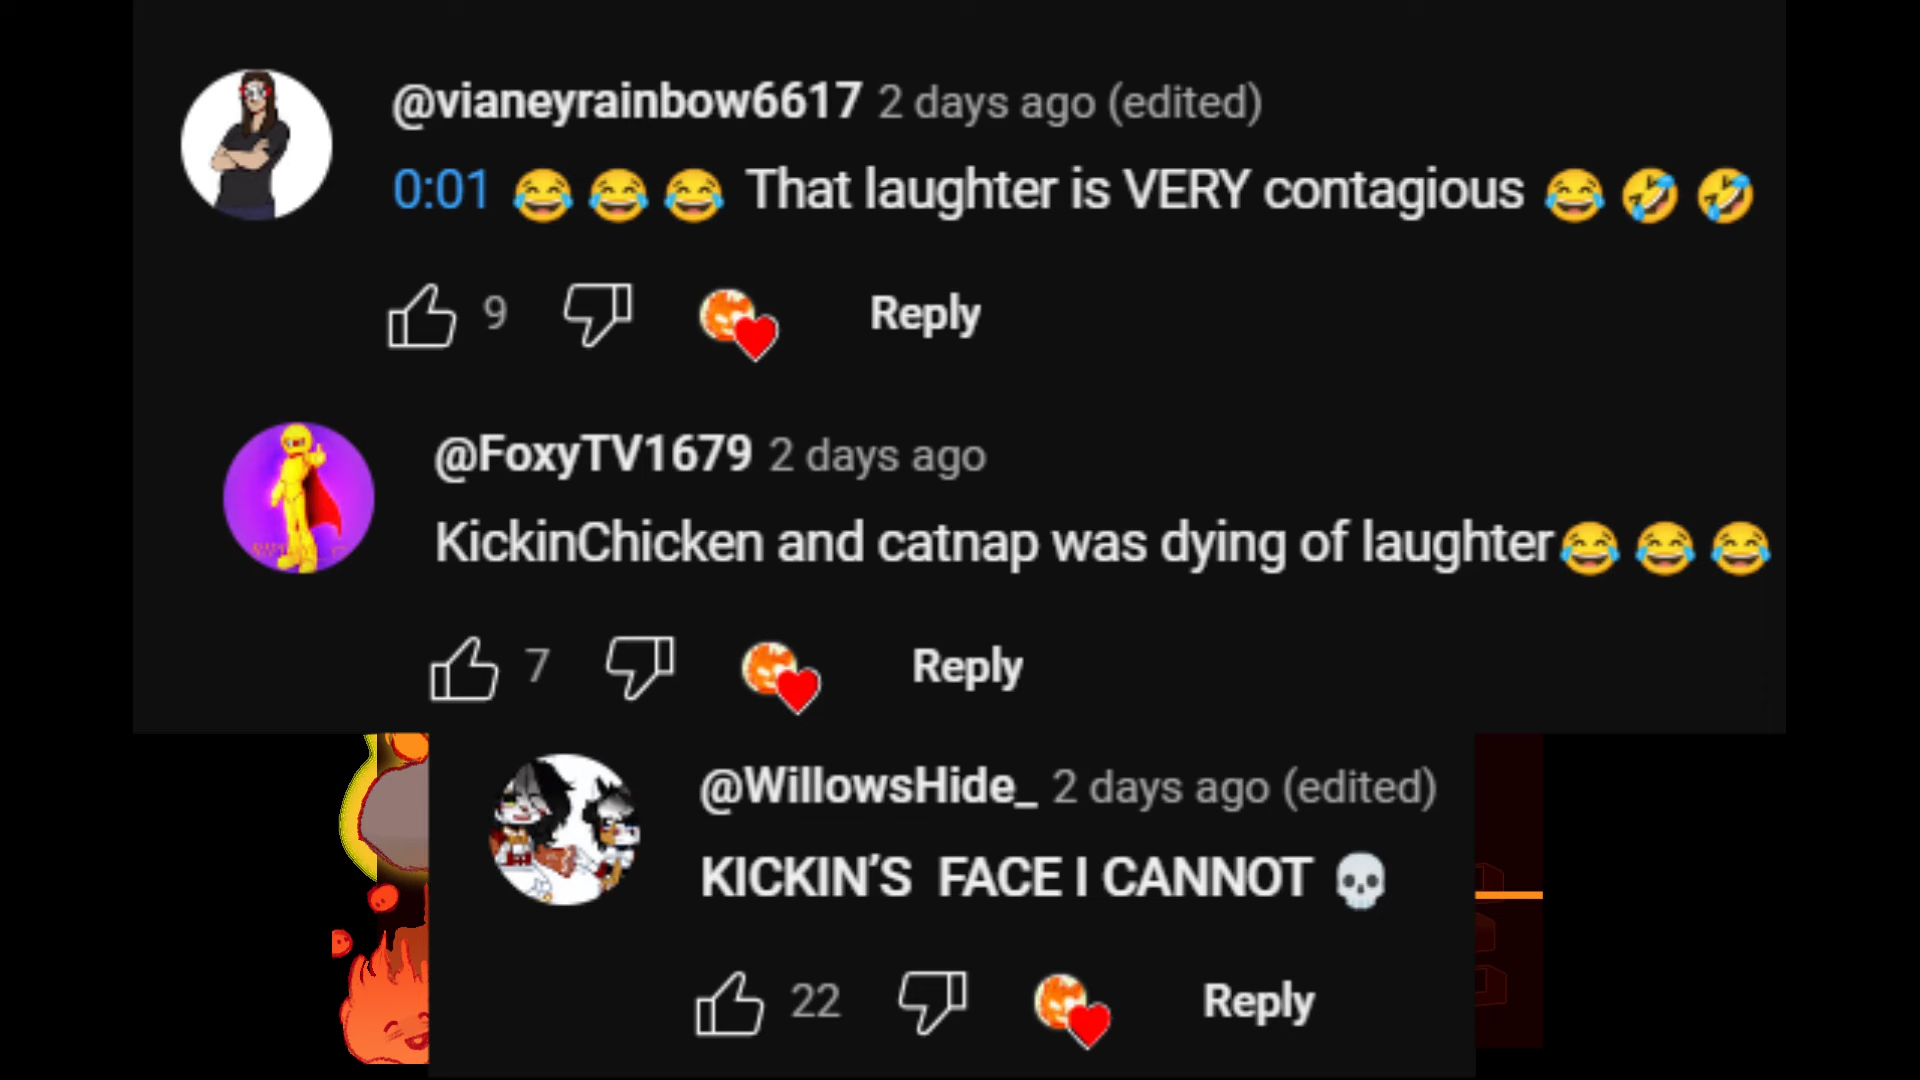 @vianeyrainbow6617 2 days ago (edited)
0:01 😂 😂 😂 That laughter is VERY contagious 😂 🤣 🤣
9 Reply
@FoxyTV1679 2 days ago
KickinChicken and catnap was dying of laughter😂 😂 😂
7 Reply
@WillowsHide_ 2 days ago (edited)
KICKIN’S FACE I CANNOT 💀
22 Reply